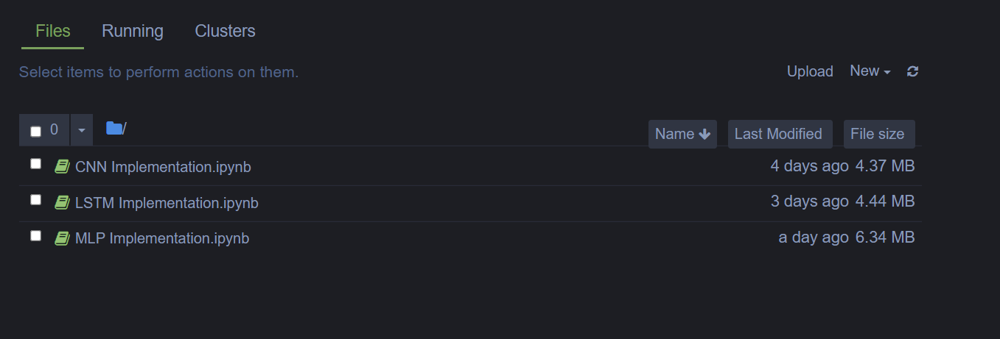 Files Running Clusters
Select items to perform actions on them. Upload New
0 / Name Last Modified File size
CNN Implementation.ipynb 4 days ago 4.37 MB
LSTM Implementation.ipynb 3 days ago 4.44 MB
MLP Implementation.ipynb a day ago 6.34 MB